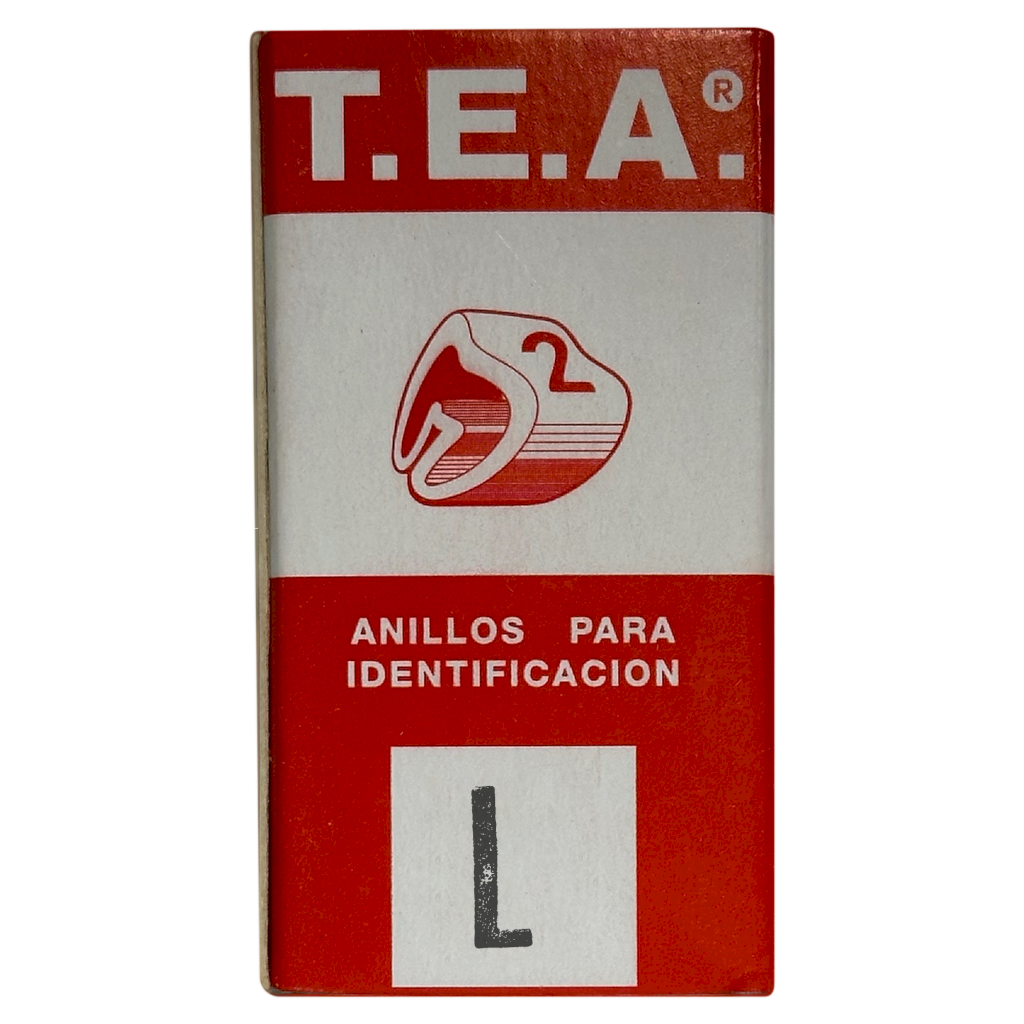 T.E.A.®
2
ANILLOS PARA
IDENTIFICACION
L